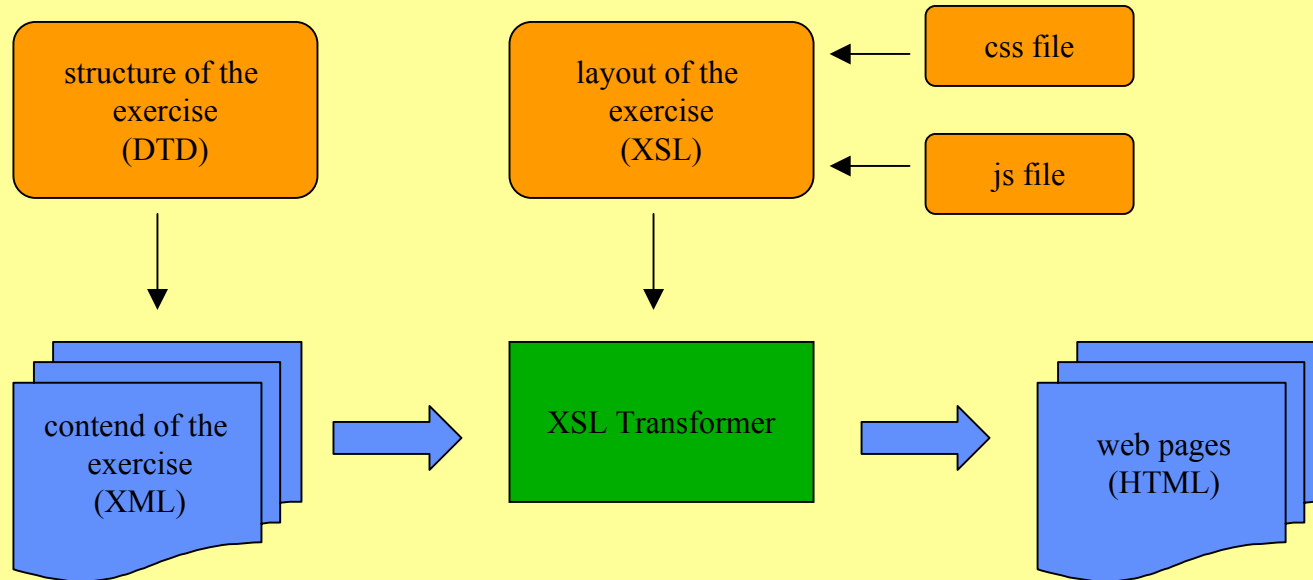 structure of the
exercise
(DTD)
layout of the
exercise
(XSL)
css file
js file
contend of the
exercise
(XML)
XSL Transformer
web pages
(HTML)